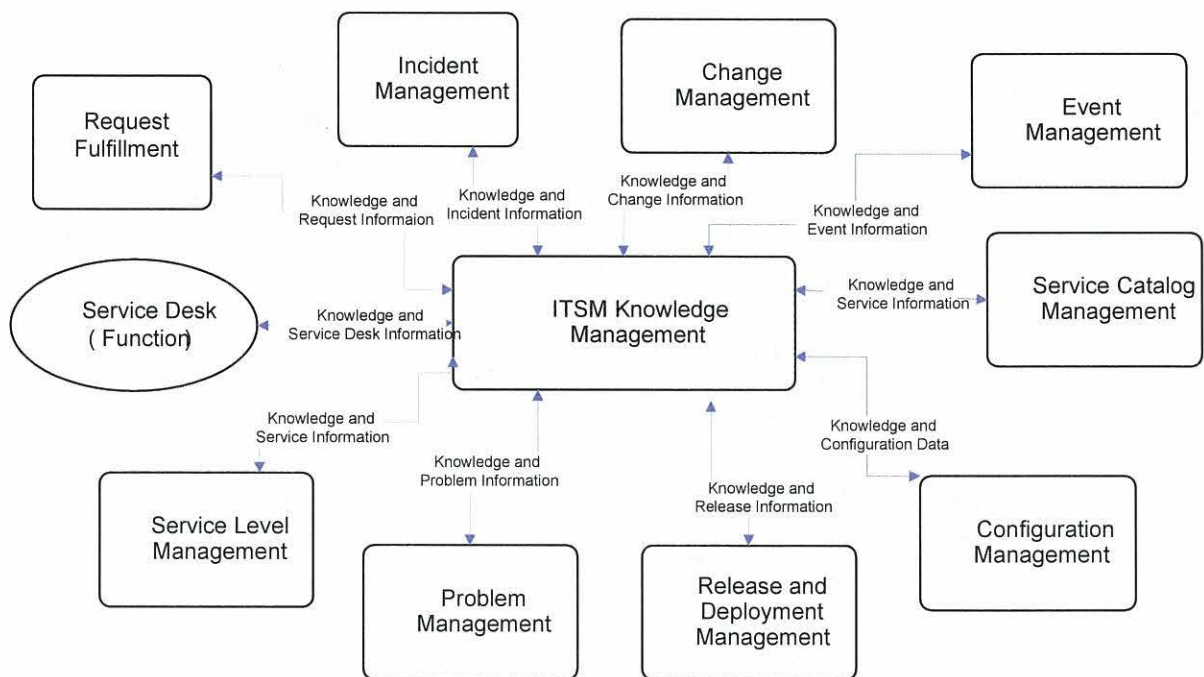 Incident
Management
Change
Management
Event
Management
Request
Fulfillment
Knowledge and
Request Informaion
Knowledge and
Incident Information
Knowledge and
Change Information
Knowledge and
Event Information
Service Desk
( Function)
Knowledge and
Service Desk Information
ITSM Knowledge
Management
Knowledge and
Service Information
Service Catalog
Management
Knowledge and
Service Information
Knowledge and
Problem Information
Knowledge and
Release Information
Knowledge and
Configuration Data
Service Level
Management
Problem
Management
Release and
Deployment
Management
Configuration
Management